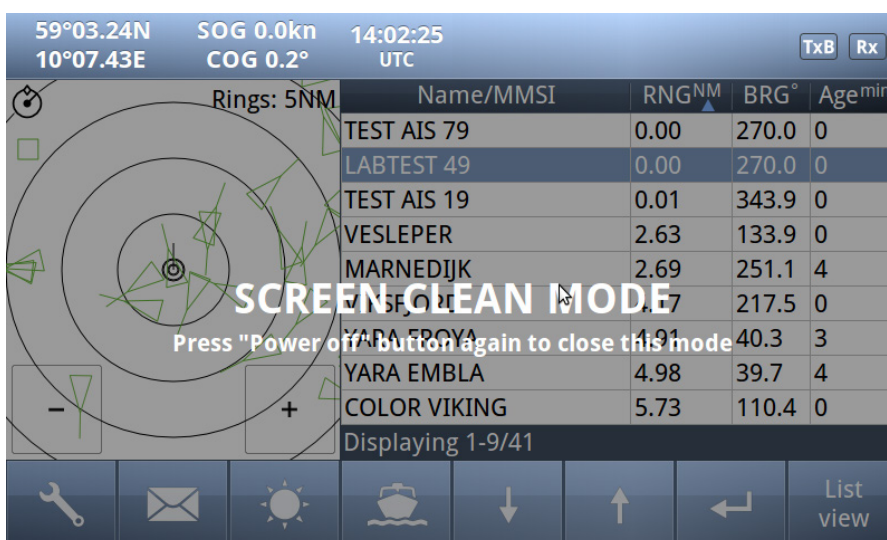 59°03.24N SOG 0.0kn 14:02:25
10°07.43E COG 0.2° UTC
TxB Rx
Rings: 5NM
Name/MMSI RNG NM BRG° Age min
TEST AIS 79 0.00 270.0 0
LABTEST 49 0.00 270.0 0
TEST AIS 19 0.01 343.9 0
VESLEPER 2.63 133.9 0
MARNEDIJK 2.69 251.1 4
217.5 0
SCREEN CLEAN MODE
YARA FROYA 4.91 40.3 3
Press "Power off" button again to close this mode
YARA EMBLA 4.98 39.7 4
COLOR VIKING 5.73 110.4 0
Displaying 1-9/41
- +
List
view